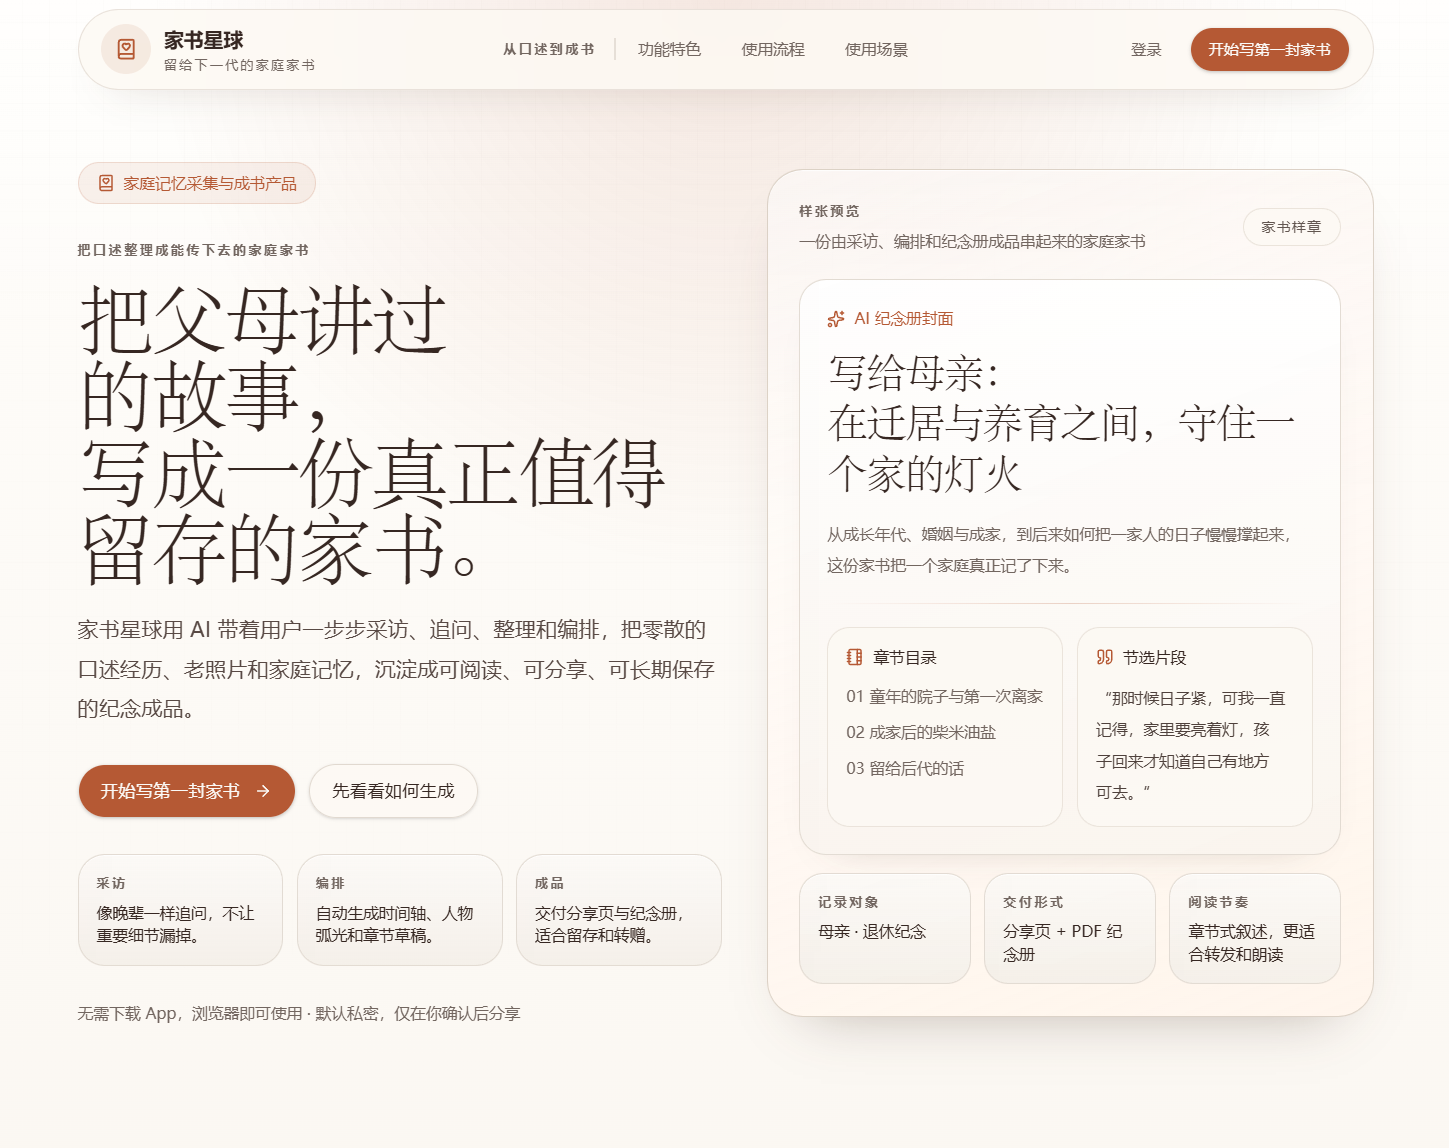 家书星球
留给下一代的家庭家书
从口述到成书
功能特色
使用流程
使用场景
登录
开始写第一封家书
家庭记忆采集与成书产品
把口述整理成能传下去的家庭家书
把父母讲过
的故事，
写成一份真正值得
留存的家书。
家书星球用 AI 带着用户一步步采访、追问、整理和编排，把零散的
口述经历、老照片和家庭记忆，沉淀成可阅读、可分享、可长期保存
的纪念成品。
开始写第一封家书
先看看如何生成
采访
像晚辈一样追问，不让
重要细节漏掉。
编排
自动生成时间轴、人物
弧光和章节草稿。
成品
交付分享页与纪念册，
适合留存和转赠。
无需下载 App，浏览器即可使用 · 默认私密，仅在你确认后分享
样张预览
一份由采访、编排和纪念册成品串起来的家庭家书
家书样章
AI 纪念册封面
写给母亲：
在迁居与养育之间，守住一
个家的灯火
从成长年代、婚姻与成家，到后来如何把一家人的日子慢慢撑起来，
这份家书把一个家庭真正记了下来。
章节目录
01 童年的院子与第一次离家
02 成家后的柴米油盐
03 留给后代的话
节选片段
“那时候日子紧，可我一直
记得，家里要亮着灯，孩
子回来才知道自己有地方
可去。”
记录对象
母亲 · 退休纪念
交付形式
分享页 + PDF 纪
念册
阅读节奏
章节式叙述，更适
合转发和朗读